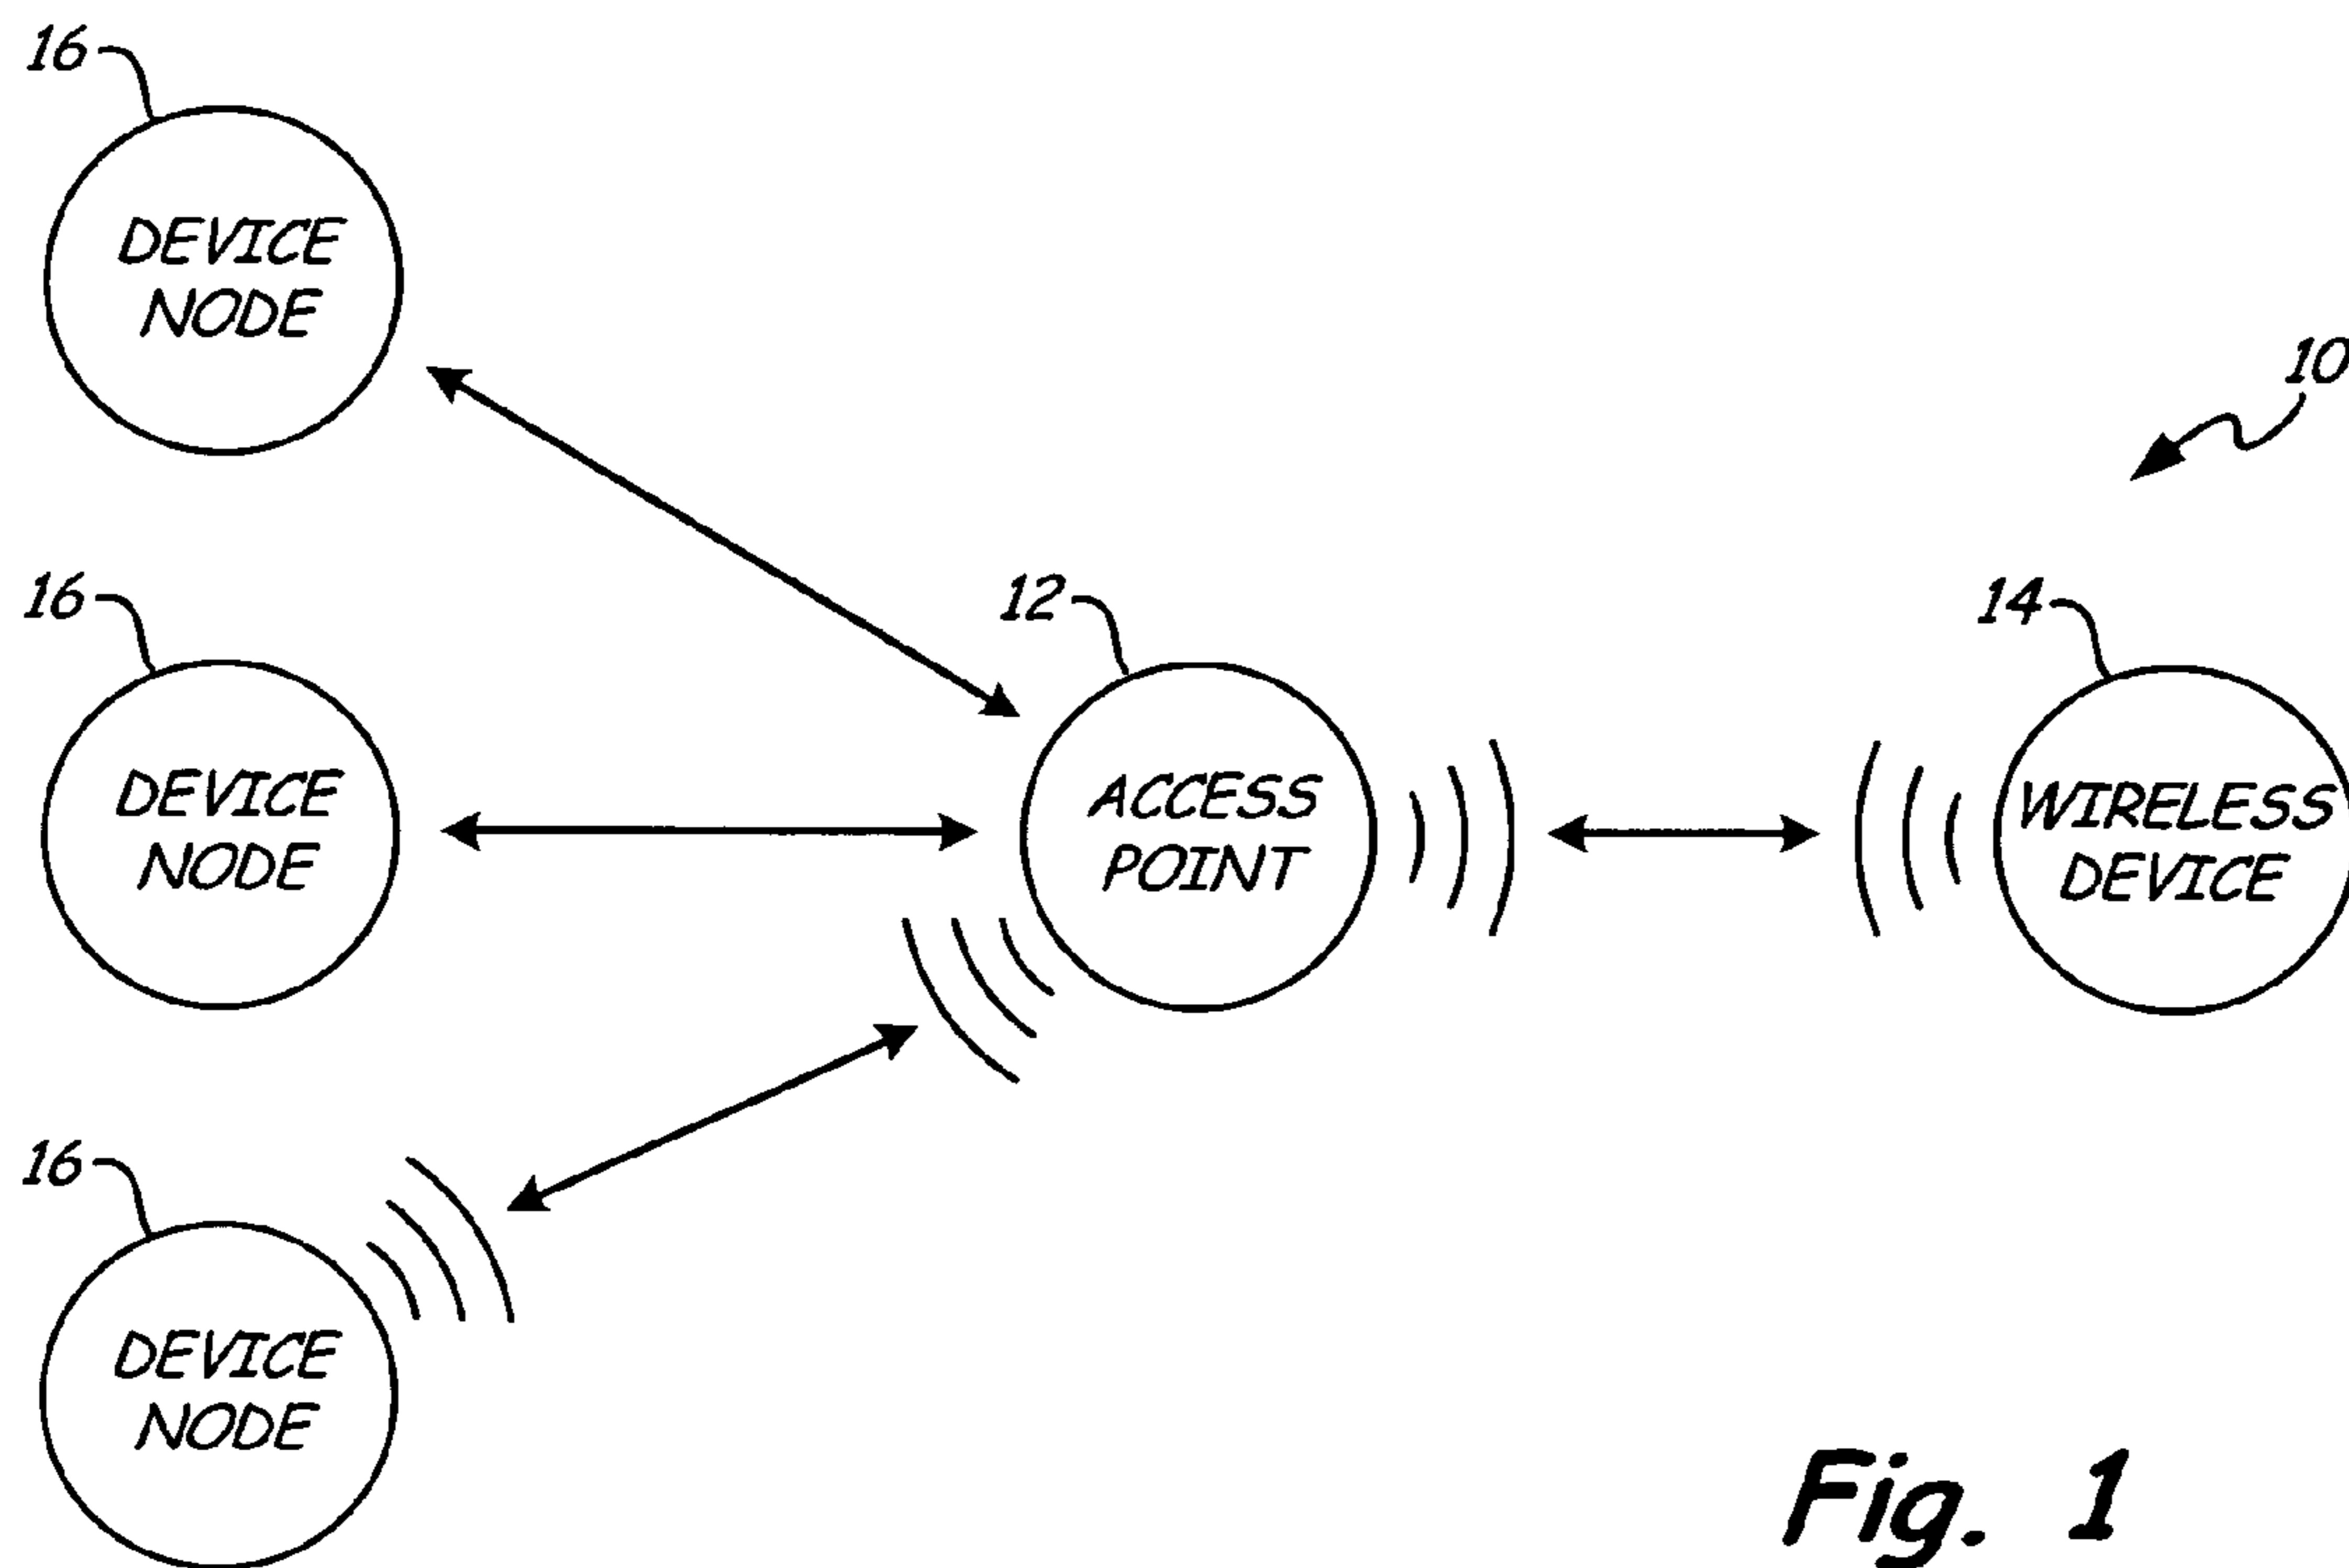 16
DEVICE
NODE
10
16
12
14
DEVICE
NODE
ACCESS
POINT
WIRELESS
DEVICE
16
DEVICE
NODE
Fig. 1